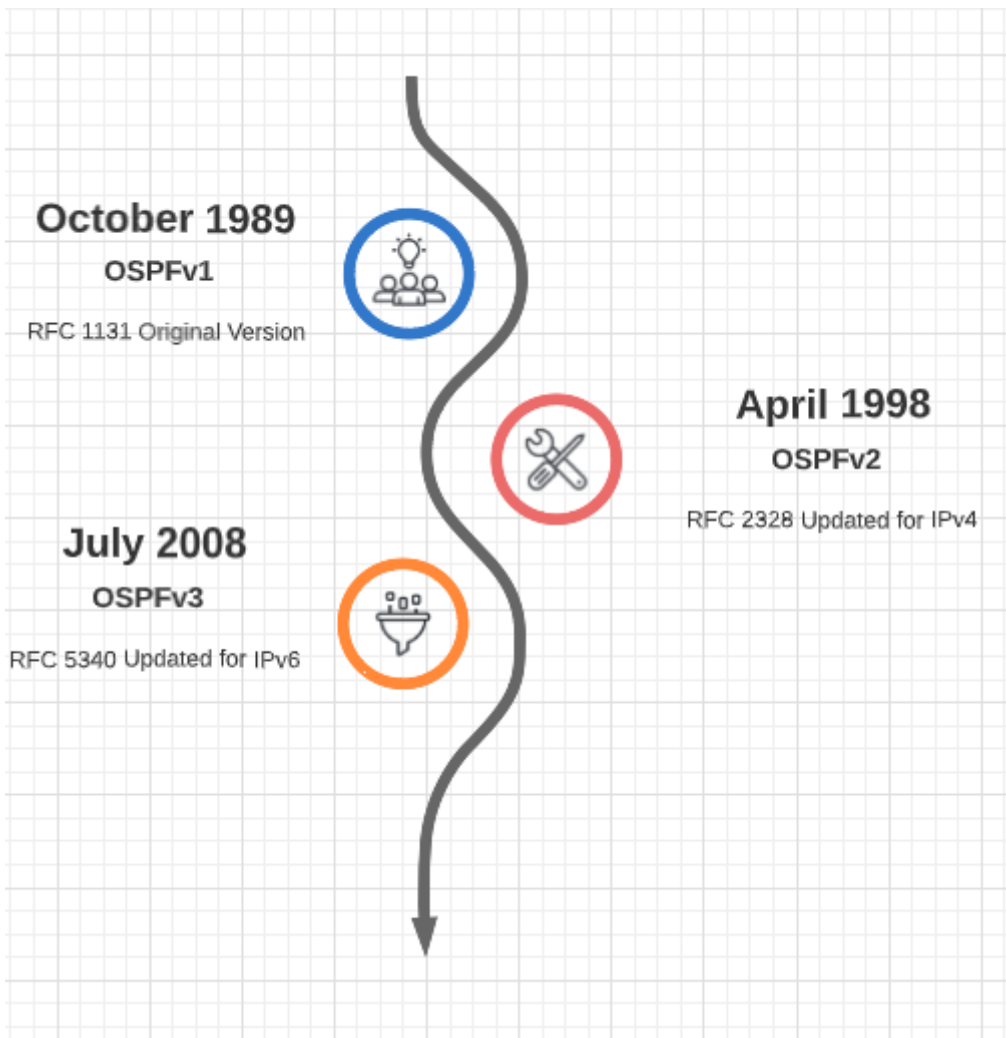 October 1989
OSPFv1
RFC 1131 Original Version
April 1998
OSPFv2
RFC 2328 Updated for IPv4
July 2008
OSPFv3
RFC 5340 Updated for IPv6